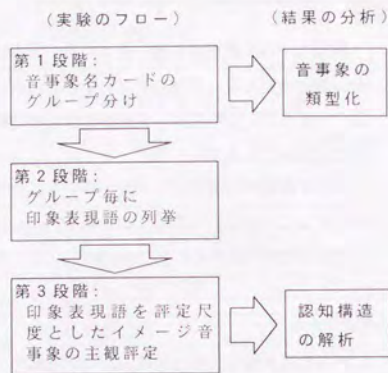 （実験のフロー）
（結果の分析）
第１段階：
音事象名カードの
グループ分け
音事象の
類型化
第２段階：
グループ毎に
印象表現語の列挙
第３段階：
印象表現語を評定尺
度としたイメージ音
事象の主観評定
認知構造
の解析